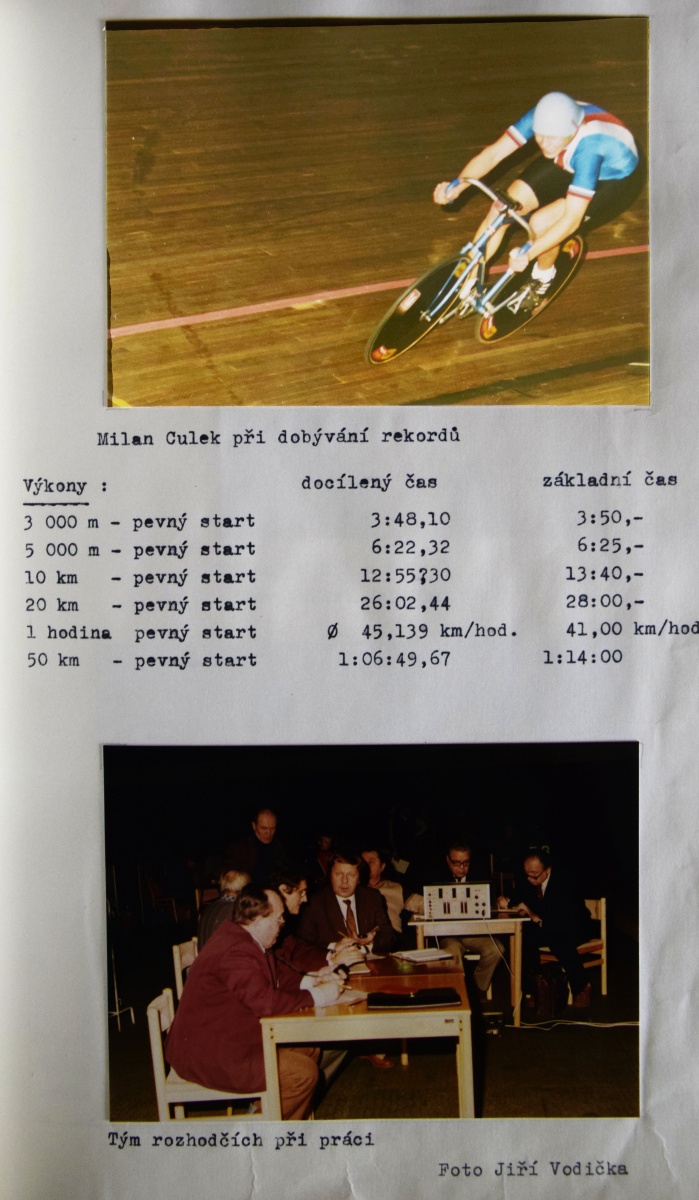 Milan Culek při dobývání rekordů
Výkony : docílený čas základní čas
3 000 m - pevný start 3:48,10 3:50,-
5 000 m - pevný start 6:22,32 6:25,-
10 km - pevný start 12:55?30 13:40,-
20 km - pevný start 26:02,44 28:00,-
1 hodina pevný start Ø 45,139 km/hod. 41,00 km/hod
50 km - pevný start 1:06:49,67 1:14:00
Tým rozhodčích při práci
Foto Jiří Vodička